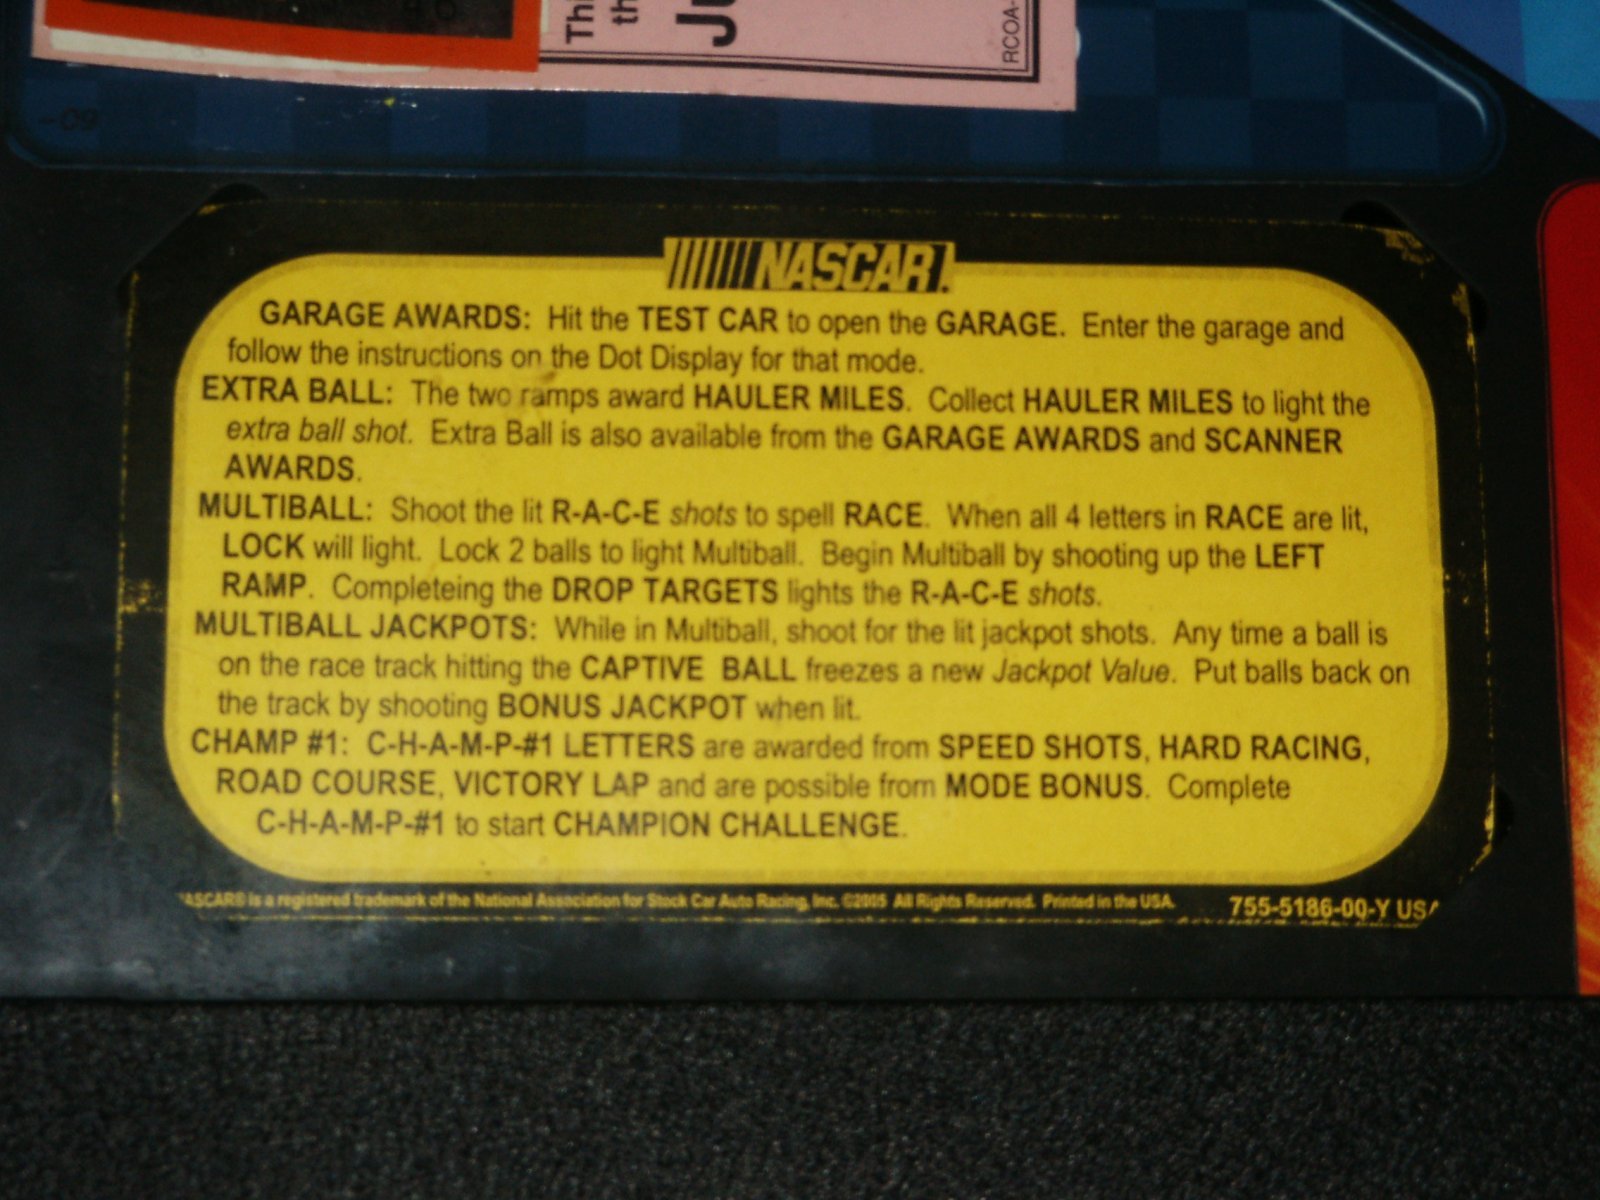 Thi
th
Ju
RCOA-
-09
NASCAR.
GARAGE AWARDS: Hit the TEST CAR to open the GARAGE. Enter the garage and
follow the instructions on the Dot Display for that mode.
EXTRA BALL: The two ramps award HAULER MILES. Collect HAULER MILES to light the
extra ball shot. Extra Ball is also available from the GARAGE AWARDS and SCANNER
AWARDS.
MULTIBALL: Shoot the lit R-A-C-E shots to spell RACE. When all 4 letters in RACE are lit,
LOCK will light. Lock 2 balls to light Multiball. Begin Multiball by shooting up the LEFT
RAMP. Completeing the DROP TARGETS lights the R-A-C-E shots.
MULTIBALL JACKPOTS: While in Multiball, shoot for the lit jackpot shots. Any time a ball is
on the race track hitting the CAPTIVE BALL freezes a new Jackpot Value. Put balls back on
the track by shooting BONUS JACKPOT when lit.
CHAMP #1: C-H-A-M-P-#1 LETTERS are awarded from SPEED SHOTS, HARD RACING,
ROAD COURSE, VICTORY LAP and are possible from MODE BONUS. Complete
C-H-A-M-P-#1 to start CHAMPION CHALLENGE.
NASCAR® is a registered trademark of the National Association for Stock Car Auto Racing, Inc. ©2005 All Rights Reserved. Printed in the USA.
755-5186-00-Y USA